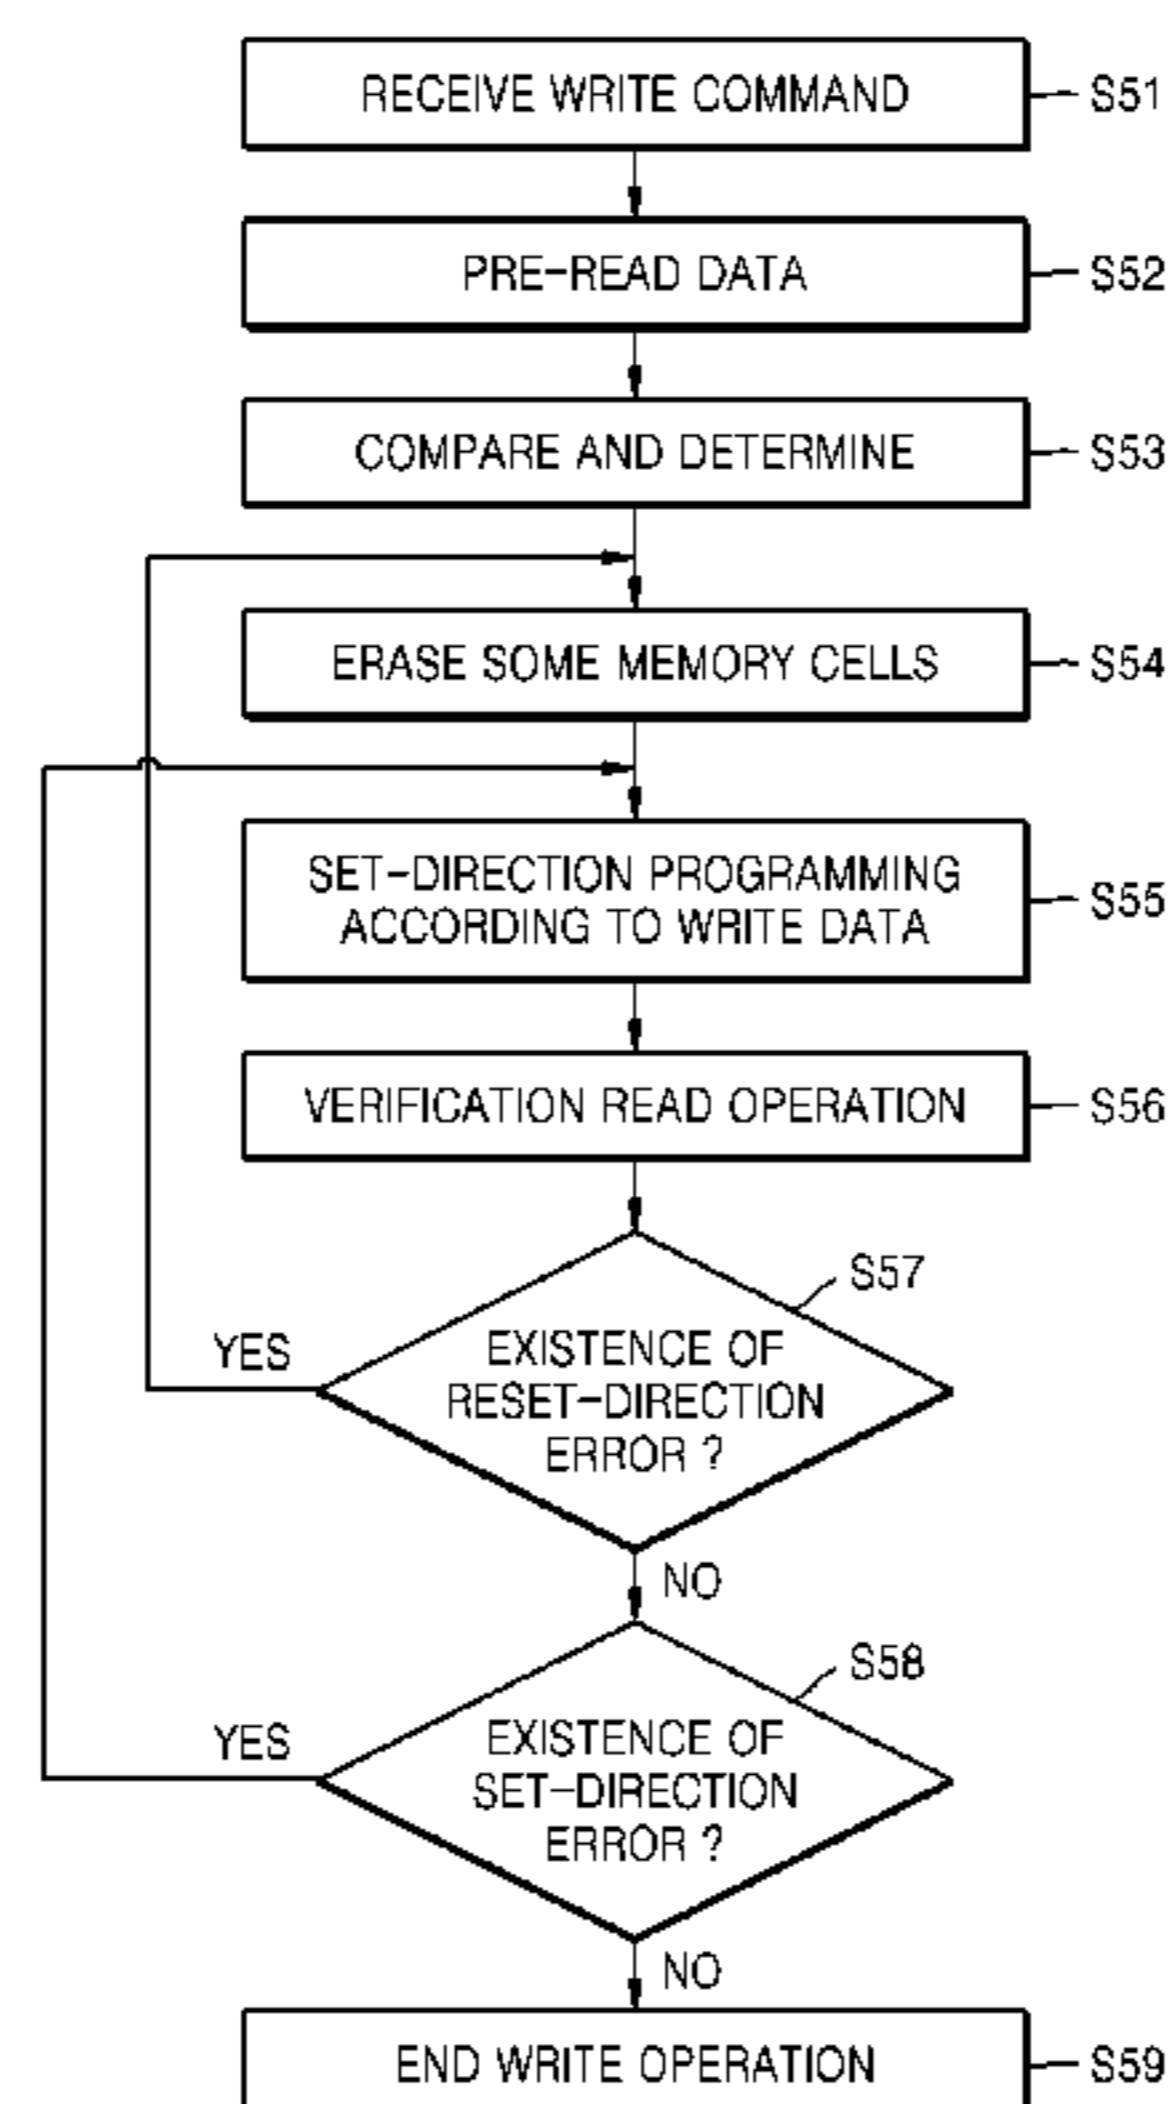 RECEIVE WRITE COMMAND
S51
PRE-READ DATA
S52
COMPARE AND DETERMINE
S53
ERASE SOME MEMORY CELLS
S54
SET-DIRECTION PROGRAMMING
ACCORDING TO WRITE DATA
S55
VERIFICATION READ OPERATION
S56
S57
YES
EXISTENCE OF
RESET-DIRECTION
ERROR ?
NO
S58
YES
EXISTENCE OF
SET-DIRECTION
ERROR ?
NO
END WRITE OPERATION
S59